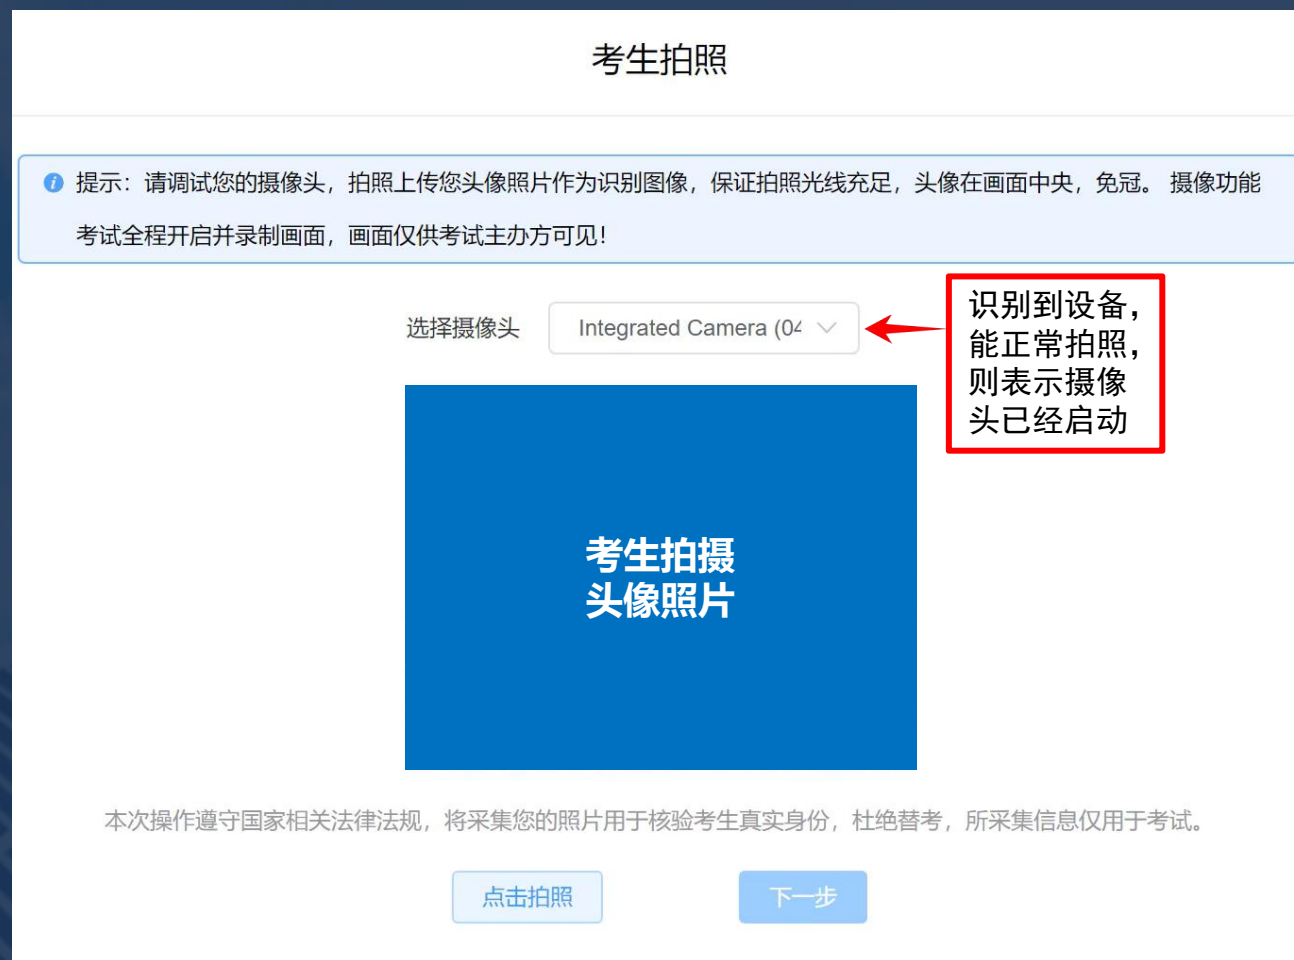 考生拍照
提示：请调试您的摄像头，拍照上传您头像照片作为识别图像，保证拍照光线充足，头像在画面中央，免冠。 摄像功能
考试全程开启并录制画面，画面仅供考试主办方可见！
选择摄像头
Integrated Camera (04
识别到设备，
能正常拍照，
则表示摄像
头已经启动
考生拍摄
头像照片
本次操作遵守国家相关法律法规，将采集您的照片用于核验考生真实身份，杜绝替考，所采集信息仅用于考试。
点击拍照
下一步